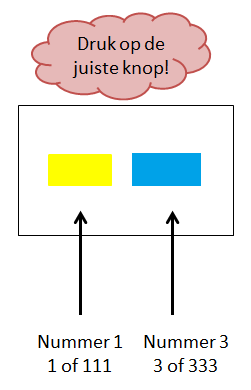 Druk op de
juiste knop!
Nummer 1
1 of 111
Nummer 3
3 of 333